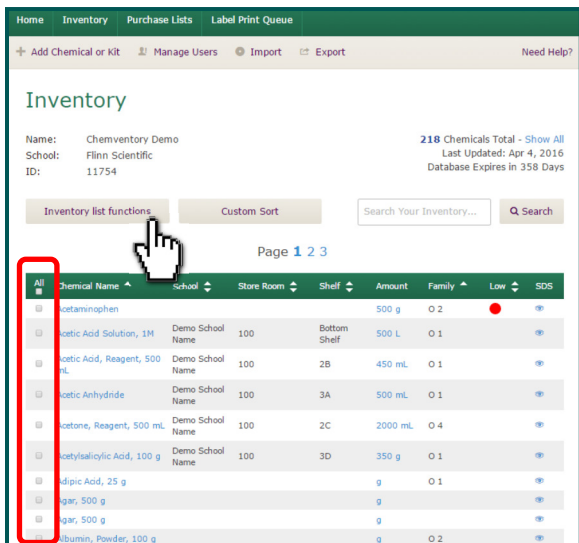 Home Inventory Purchase Lists Label Print Queue
Add Chemical or Kit Manage Users Import Export Need Help?
Inventory
Name: Chemventory Demo
School: Flinn Scientific
ID: 11754
218 Chemicals Total - Show All
Last Updated: Apr 4, 2016
Database Expires in 358 Days
Inventory list functions Custom Sort Search Your Inventory... Search
Page 1 2 3
All Chemical Name School Store Room Shelf Amount Family Low SDS
Acetaminophen 500 g O 2
Acetic Acid Solution, 1M Demo School Name 100 Bottom Shelf 500 L O 1
Acetic Acid, Reagent, 500 mL Demo School Name 100 2B 450 mL O 1
Acetic Anhydride Demo School Name 100 3A 500 mL O 1
Acetone, Reagent, 500 mL Demo School Name 100 2C 2000 mL O 4
Acetylsalicylic Acid, 100 g Demo School Name 100 3D 350 g O 1
Adipic Acid, 25 g g O 1
Agar, 500 g g
Agar, 500 g g
Albumin, Powder, 100 g g O 2